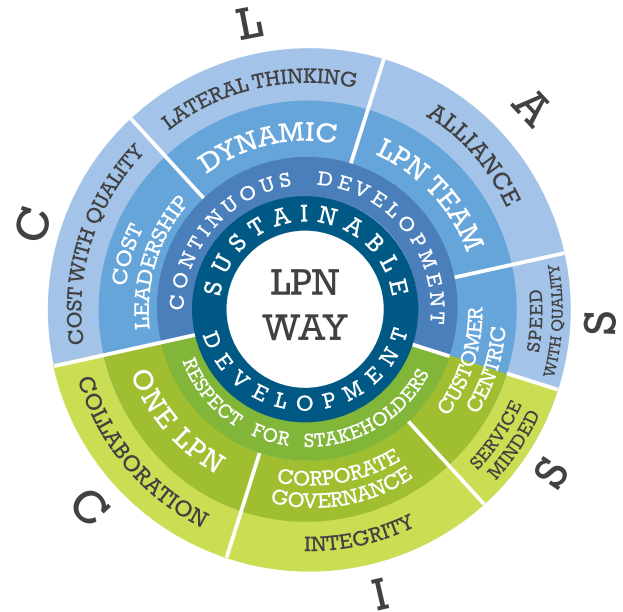 C
L
A
S
S
I
C
COST WITH QUALITY
LATERAL THINKING
ALLIANCE
SPEED
WITH QUALITY
SERVICE
MINDED
INTEGRITY
COLLABORATION
COST
LEADERSHIP
DYNAMIC
LPN TEAM
CUSTOMER
CENTRIC
CORPORATE
GOVERNANCE
ONE LPN
CONTINUOUS DEVELOPMENT
RESPECT FOR STAKEHOLDERS
SUSTAINABLE
DEVELOPMENT
LPN
WAY